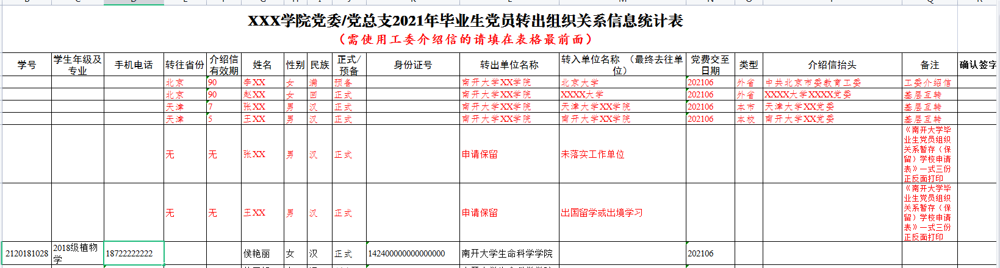 XXX学院党委/党总支2021年毕业生党员转出组织关系信息统计表
（需使用工委介绍信的请填在表格最前面）
学号 学生年级及专业 手机电话 转往省份 介绍信有效期 姓名 性别 民族 正式/预备 身份证号 转出单位名称 转入单位名称 （最终去往单位） 党费交至日期 类型 介绍信抬头 备注 确认签字
北京 90 李XX 女 满 预备 南开大学XX学院 北京大学 202106 外省 中共北京市委教育工委 工委介绍信
北京 90 赵XX 女 回 正式 南开大学XX学院 XXXX大学 202106 外省 XXXX大学XXXX党委 基层互转
天津 7 张XX 男 汉 正式 南开大学XX学院 天津大学XX学院 202106 本市 天津大学XX党委 基层互转
天津 5 王XX 男 汉 正式 南开大学XX学院 南开大学XX学院 202106 本校 南开大学XX党委 基层互转
无 无 张XX 男 汉 正式 申请保留 未落实工作单位 《南开大学毕业生党员组织关系暂存（保留）学校申请表》一式三份正反面打印
无 无 王XX 男 汉 正式 申请保留 出国留学或出境学习 《南开大学毕业生党员组织关系暂存（保留）学校申请表》一式三份正反面打印
2120181028 2018级植物学 18722222222 侯艳丽 女 汉 正式 142400000000000000 南开大学生命科学学院 202106